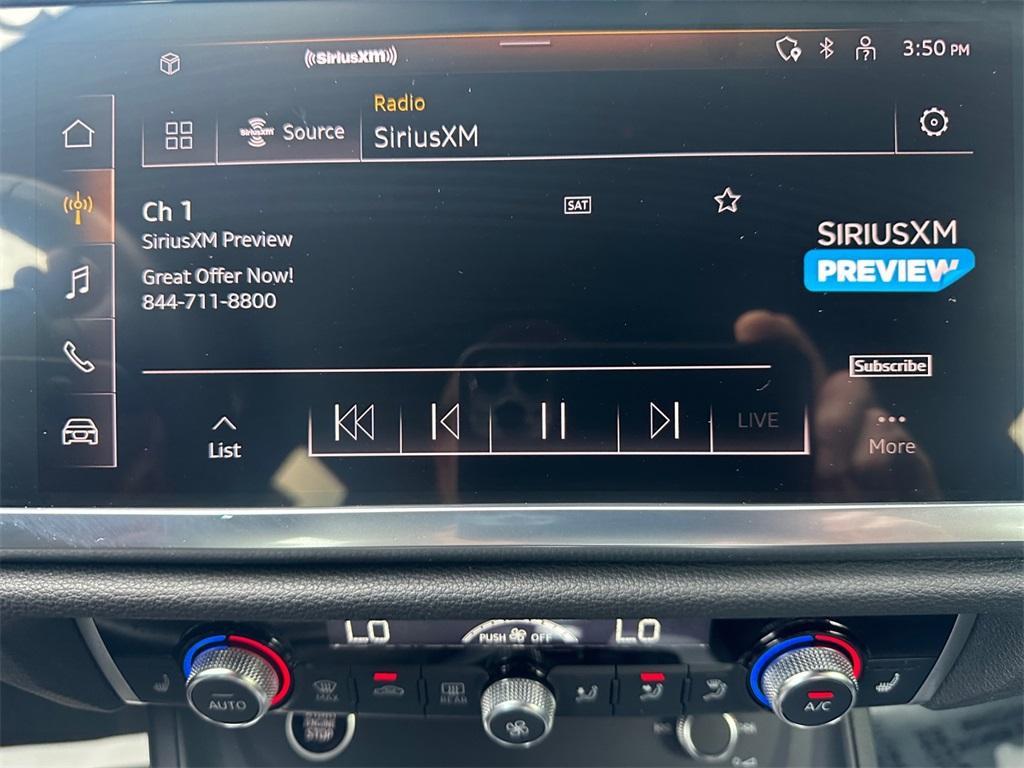 ((SiriusXM))
3:50 PM
Radio
SiriusXM Source
SiriusXM
Ch 1
SAT
SiriusXM Preview
SIRIUSXM
PREVIEW
Great Offer Now!
844-711-8800
Subscribe
LIVE
List
More
LO
PUSH OFF
LO
AUTO
MAX
REAR
A/C
START
ENGINE
STOP